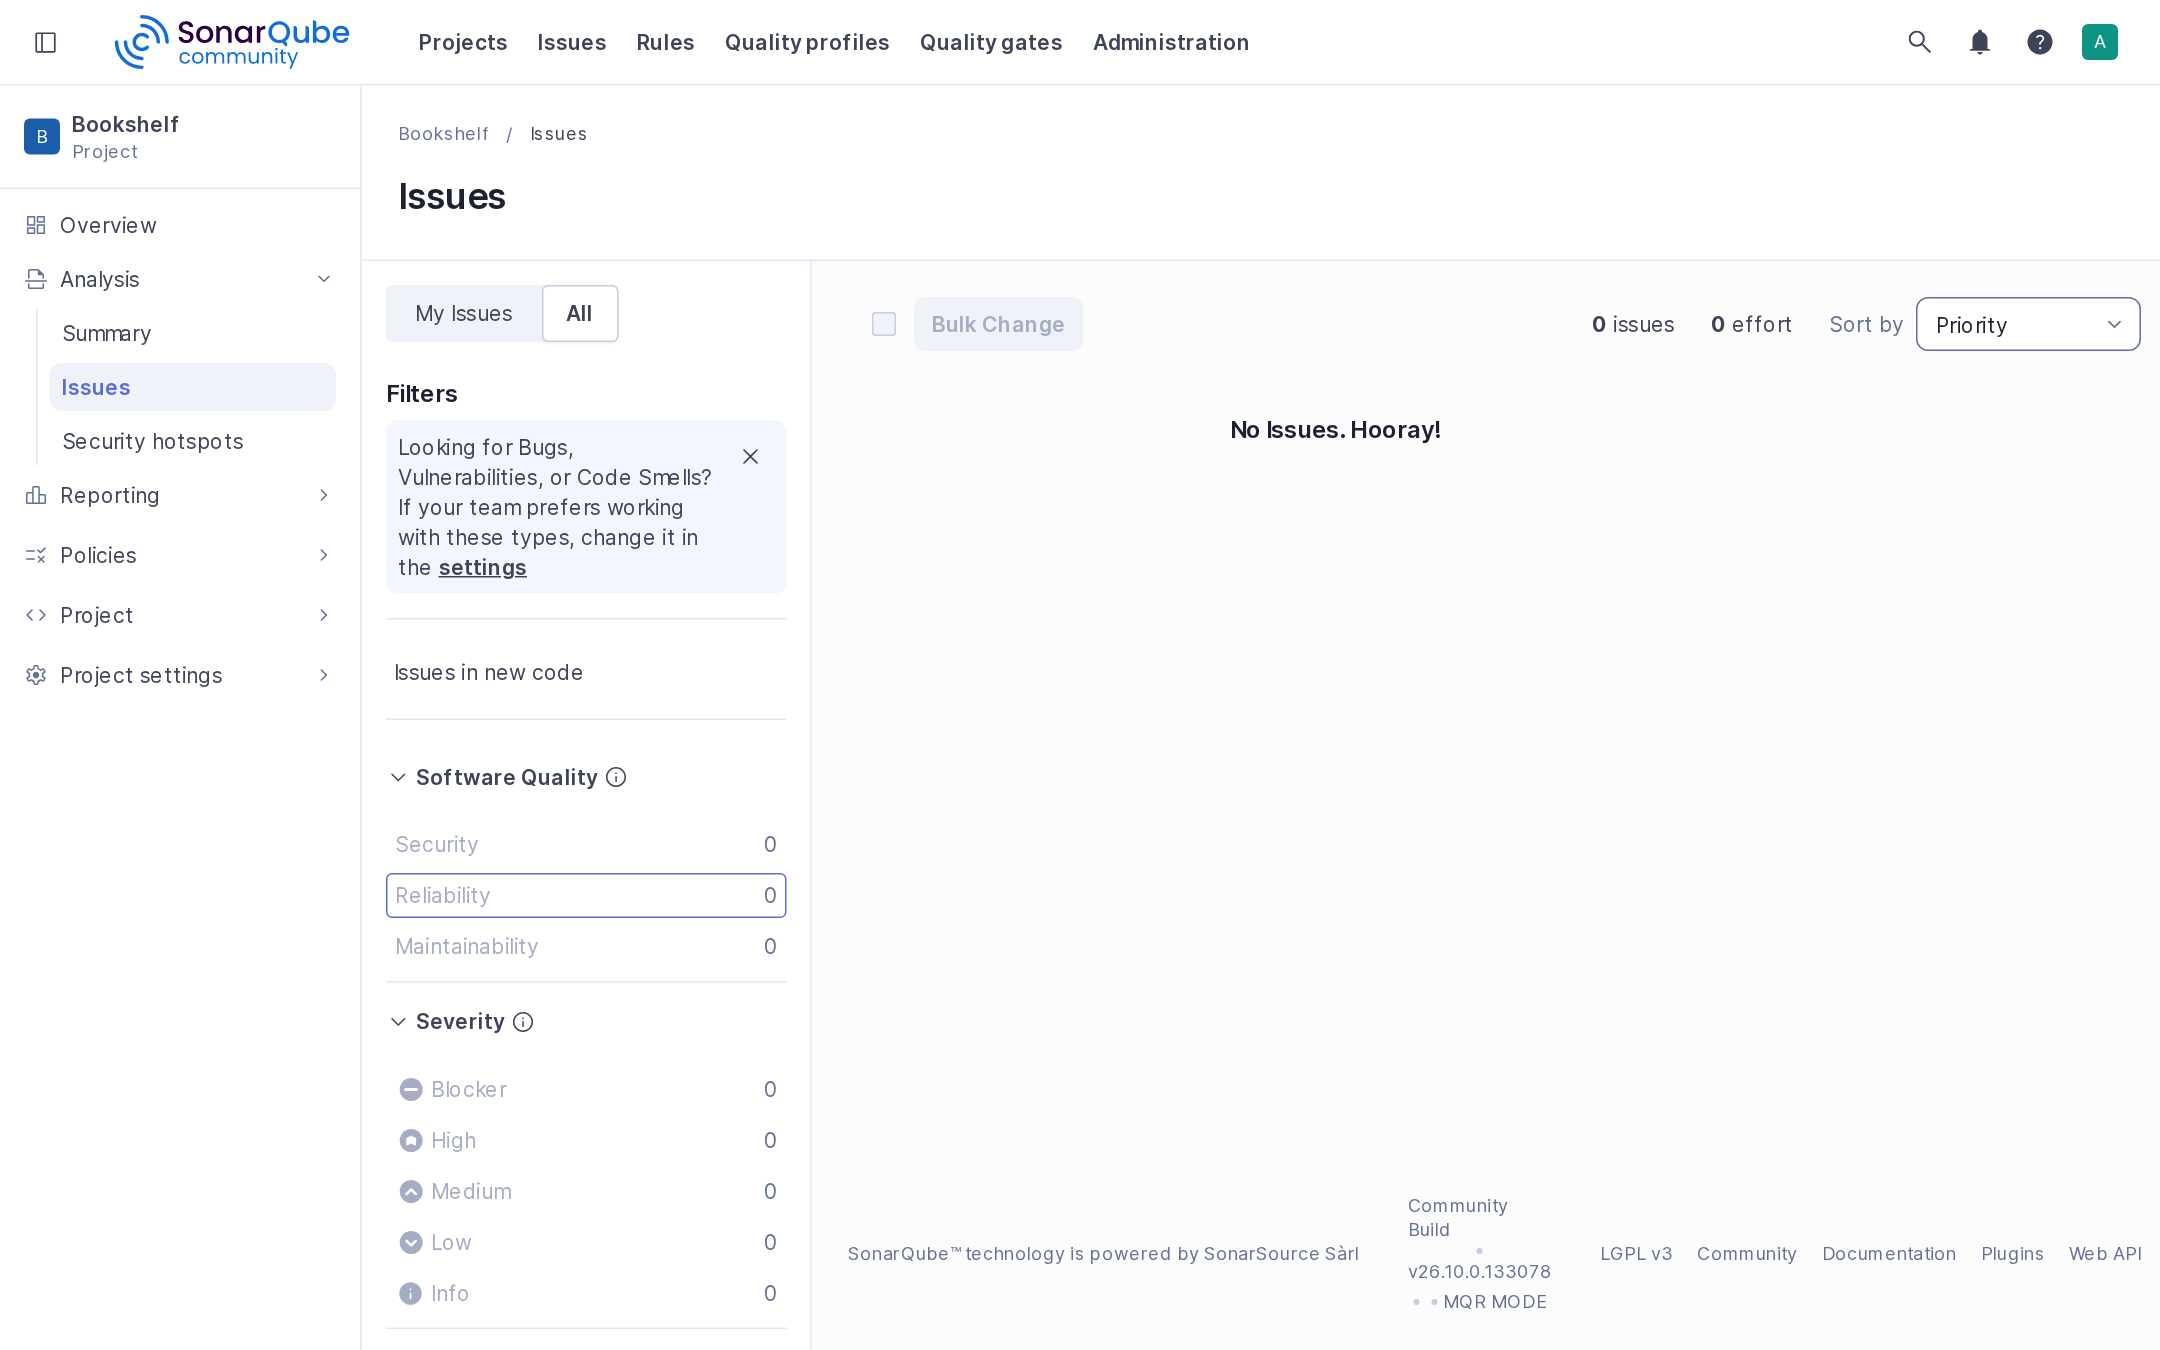 SonarQube
community
Projects Issues Rules Quality profiles Quality gates Administration
A
B
Bookshelf
Project
Overview
Analysis
Summary
Issues
Security hotspots
Reporting
Policies
Project
Project settings
Bookshelf / Issues
Issues
My Issues All
Filters
Looking for Bugs,
Vulnerabilities, or Code Smells?
If your team prefers working
with these types, change it in
the settings
Issues in new code
Software Quality
Security 0
Reliability 0
Maintainability 0
Severity
Blocker 0
High 0
Medium 0
Low 0
Info 0
Bulk Change
0 issues 0 effort Sort by Priority
No Issues. Hooray!
SonarQube™ technology is powered by SonarSource Sàrl
Community
Build
•
v26.10.0.133078
• • MQR MODE
LGPL v3 Community Documentation Plugins Web API